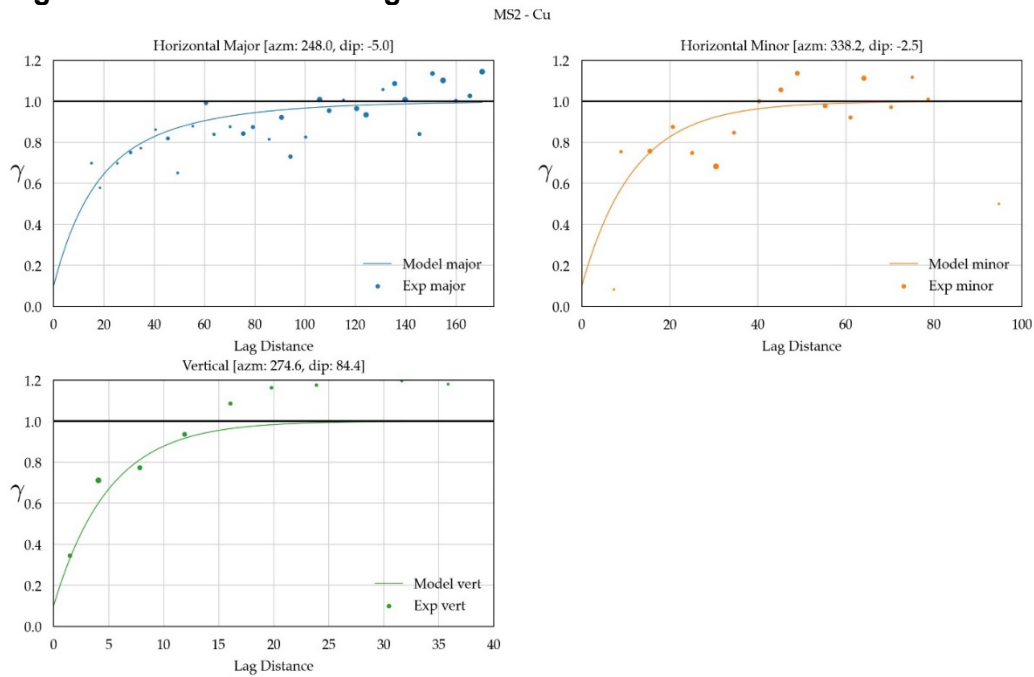 MS2 - Cu
Horizontal Major [azm: 248.0, dip: -5.0]
1.2
1.0
0.8
γ
0.6
0.4
0.2
0.0
Model major
Exp major
0 20 40 60 80 100 120 140 160
Lag Distance
Horizontal Minor [azm: 338.2, dip: -2.5]
1.2
1.0
0.8
γ
0.6
0.4
0.2
0.0
Model minor
Exp minor
0 20 40 60 80 100
Lag Distance
Vertical [azm: 274.6, dip: 84.4]
1.2
1.0
0.8
γ
0.6
0.4
0.2
0.0
Model vert
Exp vert
0 5 10 15 20 25 30 35 40
Lag Distance